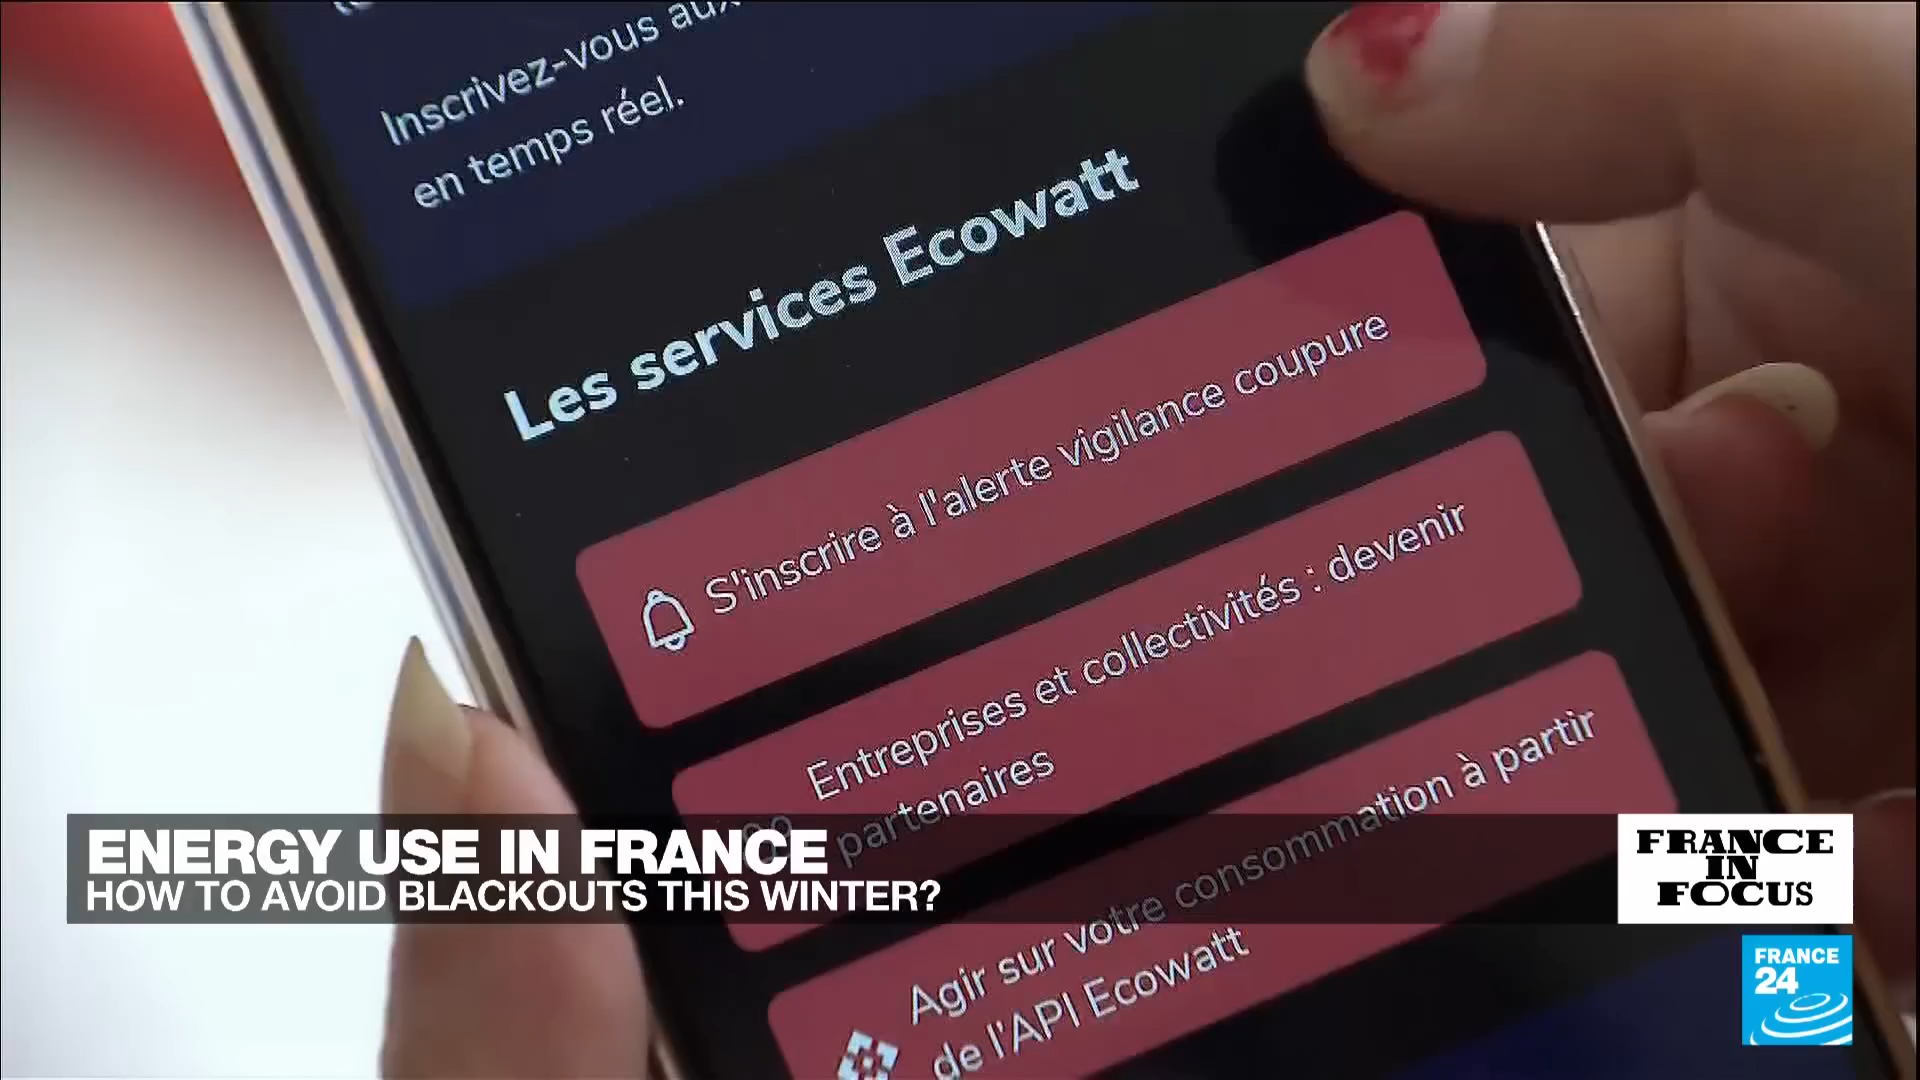 Inscrivez-vous aux
en temps réel.
Les services Ecowatt
S'inscrire à l'alerte vigilance coupure
Entreprises et collectivités : devenir
partenaires
Agir sur votre consommation à partir
de l'API Ecowatt
ENERGY USE IN FRANCE
HOW TO AVOID BLACKOUTS THIS WINTER?
FRANCE
IN
FOCUS
FRANCE
24